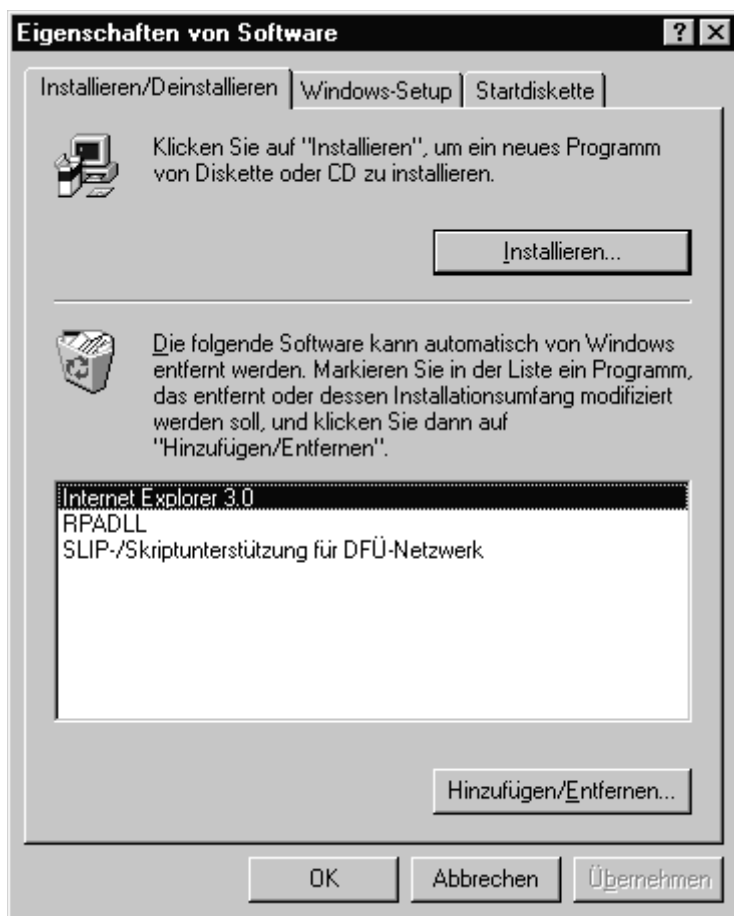 Eigenschaften von Software
Installieren/Deinstallieren Windows-Setup Startdiskette
Klicken Sie auf "Installieren", um ein neues Programm
von Diskette oder CD zu installieren.
Installieren...
Die folgende Software kann automatisch von Windows
entfernt werden. Markieren Sie in der Liste ein Programm,
das entfernt oder dessen Installationsumfang modifiziert
werden soll, und klicken Sie dann auf
"Hinzufügen/Entfernen".
Internet Explorer 3.0
RPADLL
SLIP-/Skriptunterstützung für DFÜ-Netzwerk
Hinzufügen/Entfernen...
OK Abbrechen Übernehmen